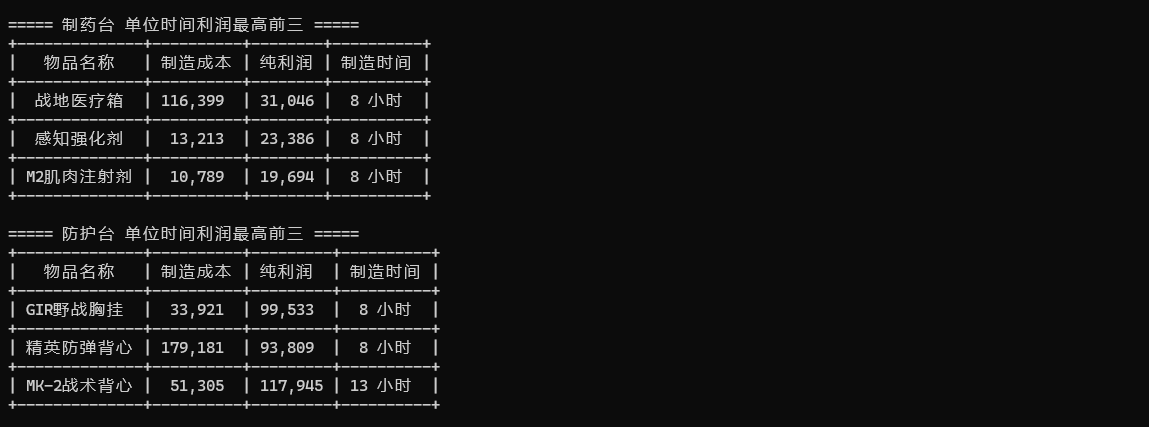 ===== 制药台 单位时间利润最高前三 =====
+--------------+----------+--------+----------+
|   物品名称   | 制造成本 | 纯利润 | 制造时间 |
+--------------+----------+--------+----------+
|  战地医疗箱  | 116,399  | 31,046 |  8 小时  |
+--------------+----------+--------+----------+
|  感知强化剂  |  13,213  | 23,386 |  8 小时  |
+--------------+----------+--------+----------+
| M2肌肉注射剂 |  10,789  | 19,694 |  8 小时  |
+--------------+----------+--------+----------+
===== 防护台 单位时间利润最高前三 =====
+--------------+----------+---------+----------+
|   物品名称   | 制造成本 | 纯利润  | 制造时间 |
+--------------+----------+---------+----------+
| GIR野战胸挂  |  33,921  | 99,533  |  8 小时  |
+--------------+----------+---------+----------+
| 精英防弹背心 | 179,181  | 93,809  |  8 小时  |
+--------------+----------+---------+----------+
| MK-2战术背心 |  51,305  | 117,945 | 13 小时  |
+--------------+----------+---------+----------+